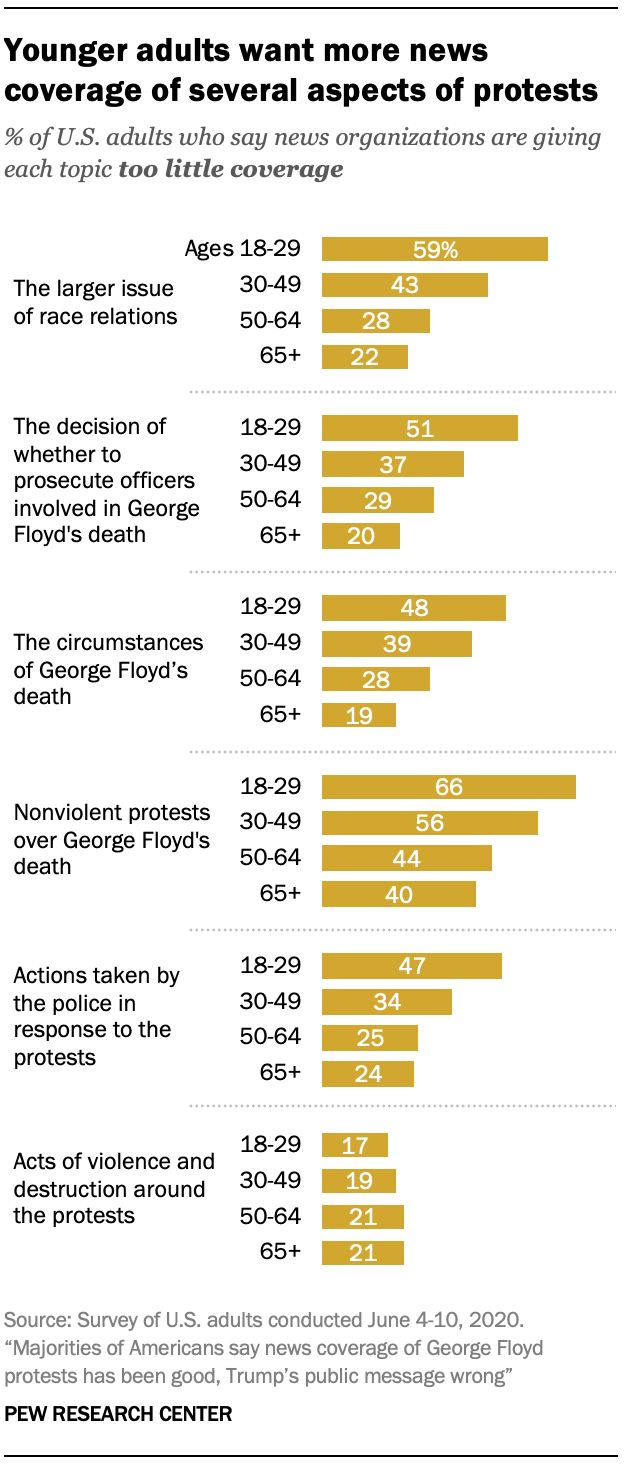 Younger adults want more news
coverage of several aspects of protests
% of U.S. adults who say news organizations are giving
each topic too little coverage
The larger issue
of race relations
Ages 18-29 59%
30-49 43
50-64 28
65+ 22
The decision of
whether to
prosecute officers
involved in George
Floyd's death
18-29 51
30-49 37
50-64 29
65+ 20
The circumstances
of George Floyd’s
death
18-29 48
30-49 39
50-64 28
65+ 19
Nonviolent protests
over George Floyd's
death
18-29 66
30-49 56
50-64 44
65+ 40
Actions taken by
the police in
response to the
protests
18-29 47
30-49 34
50-64 25
65+ 24
Acts of violence and
destruction around
the protests
18-29 17
30-49 19
50-64 21
65+ 21
Source: Survey of U.S. adults conducted June 4-10, 2020.
“Majorities of Americans say news coverage of George Floyd
protests has been good, Trump’s public message wrong”
PEW RESEARCH CENTER